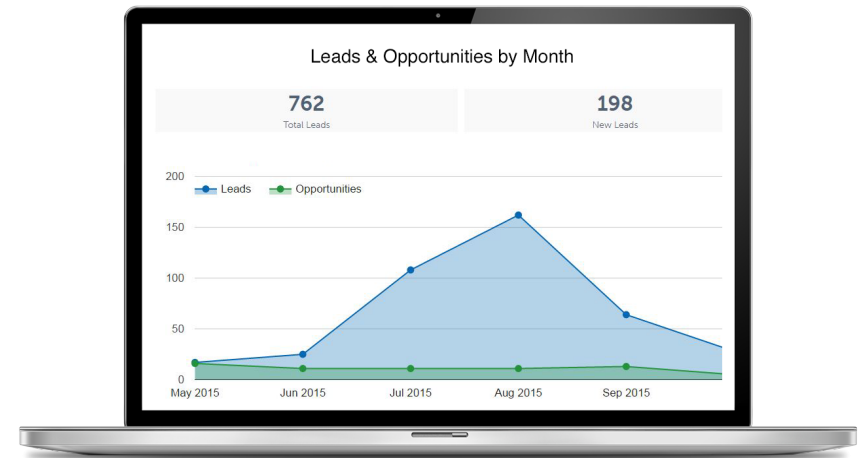 Leads & Opportunities by Month
762
Total Leads
198
New Leads
200
Leads
Opportunities
150
100
50
0
May 2015
Jun 2015
Jul 2015
Aug 2015
Sep 2015